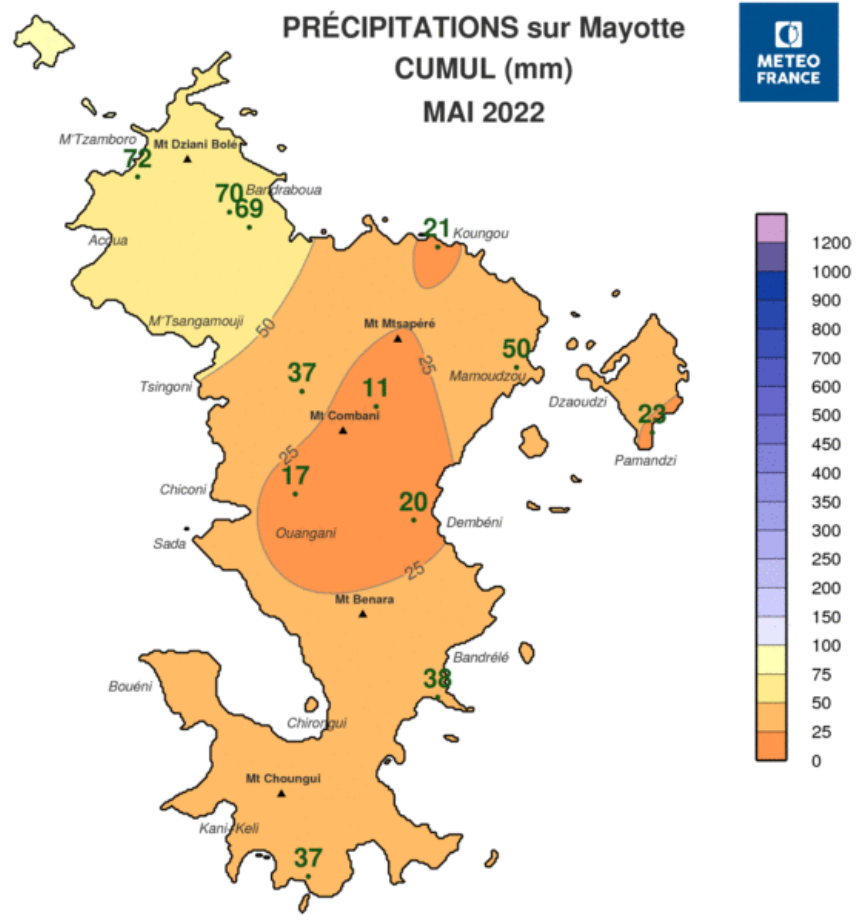 PRÉCIPITATIONS sur Mayotte
CUMUL (mm)
MAI 2022
METEO
FRANCE
M'Tzamboro
Mt Dziani Bolé
72
70
Bandraboua
69
Acoua
21
Koungou
M'Tsangamouji
50
Mt Mtsapéré
25
50
Mamoudzou
Tsingoni
37
11
Dzaoudzi
23
Pamandzi
Mt Combani
25
17
Chiconi
20
Dembéni
Ouangani
Sada
25
Mt Benara
Bandrélé
38
Bouéni
Chirongui
Mt Choungui
Kani-Keli
37
1200
1000
900
800
700
600
500
450
400
350
300
250
200
150
100
75
50
25
0